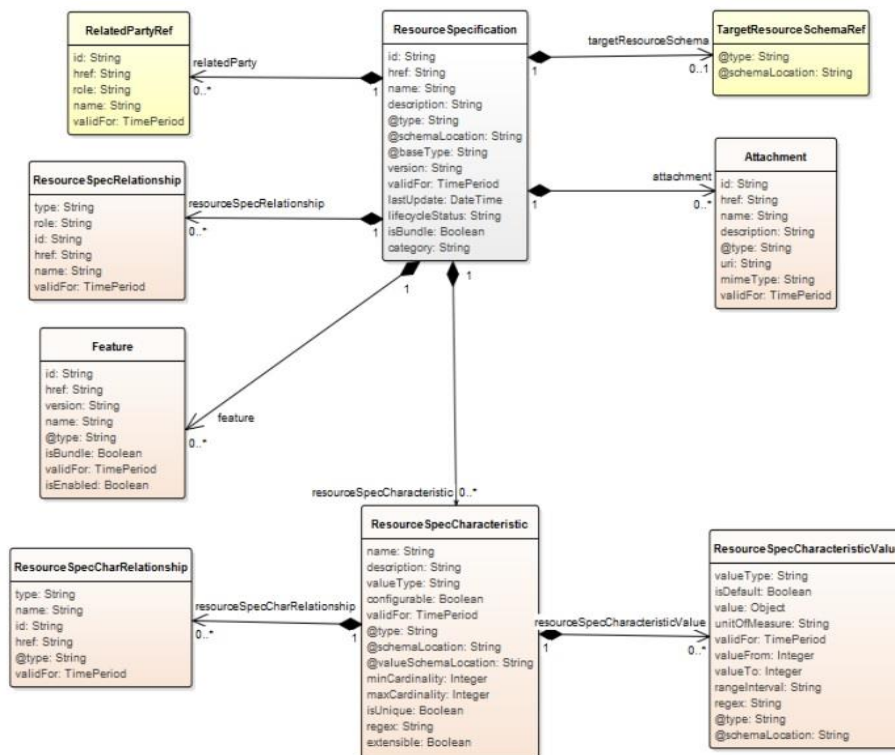 RelatedPartyRef
id: String
href: String
role: String
name: String
validFor: TimePeriod
relatedParty
0..*
1
ResourceSpecification
id: String
href: String
name: String
description: String
@type: String
@schemaLocation: String
@baseType: String
version: String
validFor: TimePeriod
lastUpdate: DateTime
lifecycleStatus: String
isBundle: Boolean
category: String
targetResourceSchema
1
0..1
TargetResourceSchemaRef
@type: String
@schemaLocation: String
ResourceSpecRelationship
type: String
role: String
id: String
href: String
name: String
validFor: TimePeriod
resourceSpecRelationship
0..*
1
attachment
1
0..*
Attachment
id: String
href: String
name: String
description: String
@type: String
uri: String
mimeType: String
validFor: TimePeriod
1
1
Feature
id: String
href: String
version: String
name: String
@type: String
isBundle: Boolean
validFor: TimePeriod
isEnabled: Boolean
feature
0..*
resourceSpecCharacteristic
0..*
ResourceSpecCharRelationship
type: String
name: String
id: String
href: String
@type: String
validFor: TimePeriod
resourceSpecCharRelationship
0..*
1
ResourceSpecCharacteristic
name: String
description: String
valueType: String
configurable: Boolean
validFor: TimePeriod
@type: String
@schemaLocation: String
@valueSchemaLocation: String
minCardinality: Integer
maxCardinality: Integer
isUnique: Boolean
regex: String
extensible: Boolean
resourceSpecCharacteristicValue
1
0..*
ResourceSpecCharacteristicValue
valueType: String
isDefault: Boolean
value: Object
unitOfMeasure: String
validFor: TimePeriod
valueFrom: Integer
valueTo: Integer
rangeInterval: String
regex: String
@type: String
@schemaLocation: String